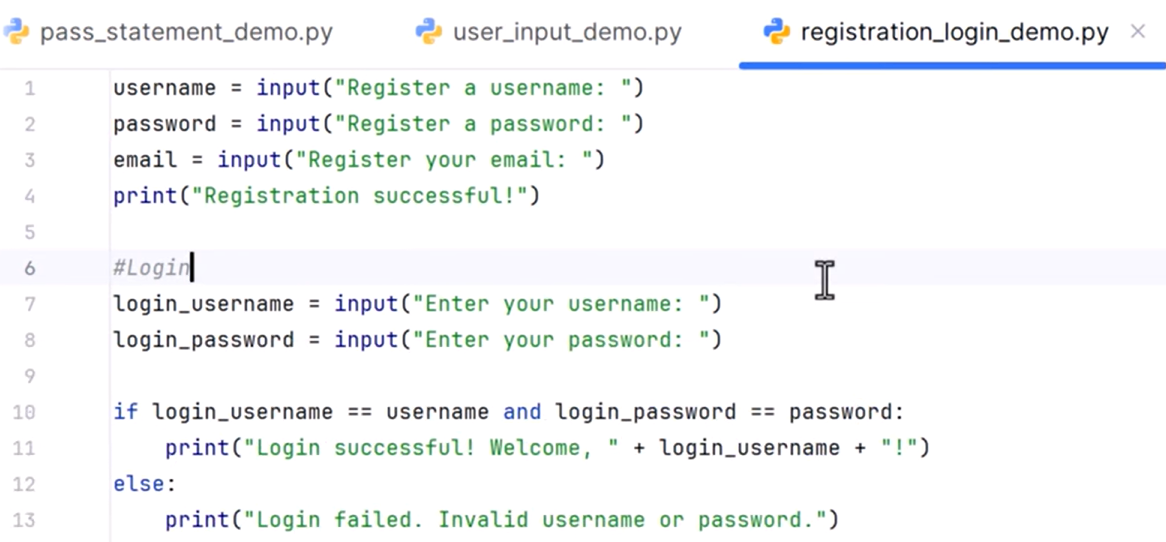 pass_statement_demo.py user_input_demo.py registration_login_demo.py
1 username = input("Register a username: ")
2 password = input("Register a password: ")
3 email = input("Register your email: ")
4 print("Registration successful!")
5
6 #Login
7 login_username = input("Enter your username: ")
8 login_password = input("Enter your password: ")
9
10 if login_username == username and login_password == password:
11     print("Login successful! Welcome, " + login_username + "!")
12 else:
13     print("Login failed. Invalid username or password.")